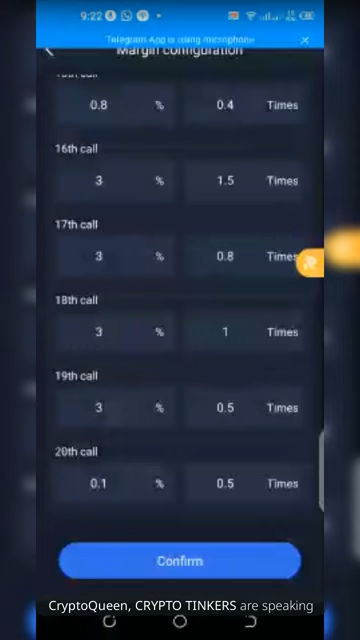 9:22
Telegram App is using microphone ×
Margin configuration
15th call
0.8 % 0.4 Times
16th call
3 % 1.5 Times
17th call
3 % 0.8 Times
18th call
3 % 1 Times
19th call
3 % 0.5 Times
20th call
0.1 % 0.5 Times
Confirm
CryptoQueen, CRYPTO TINKERS are speaking